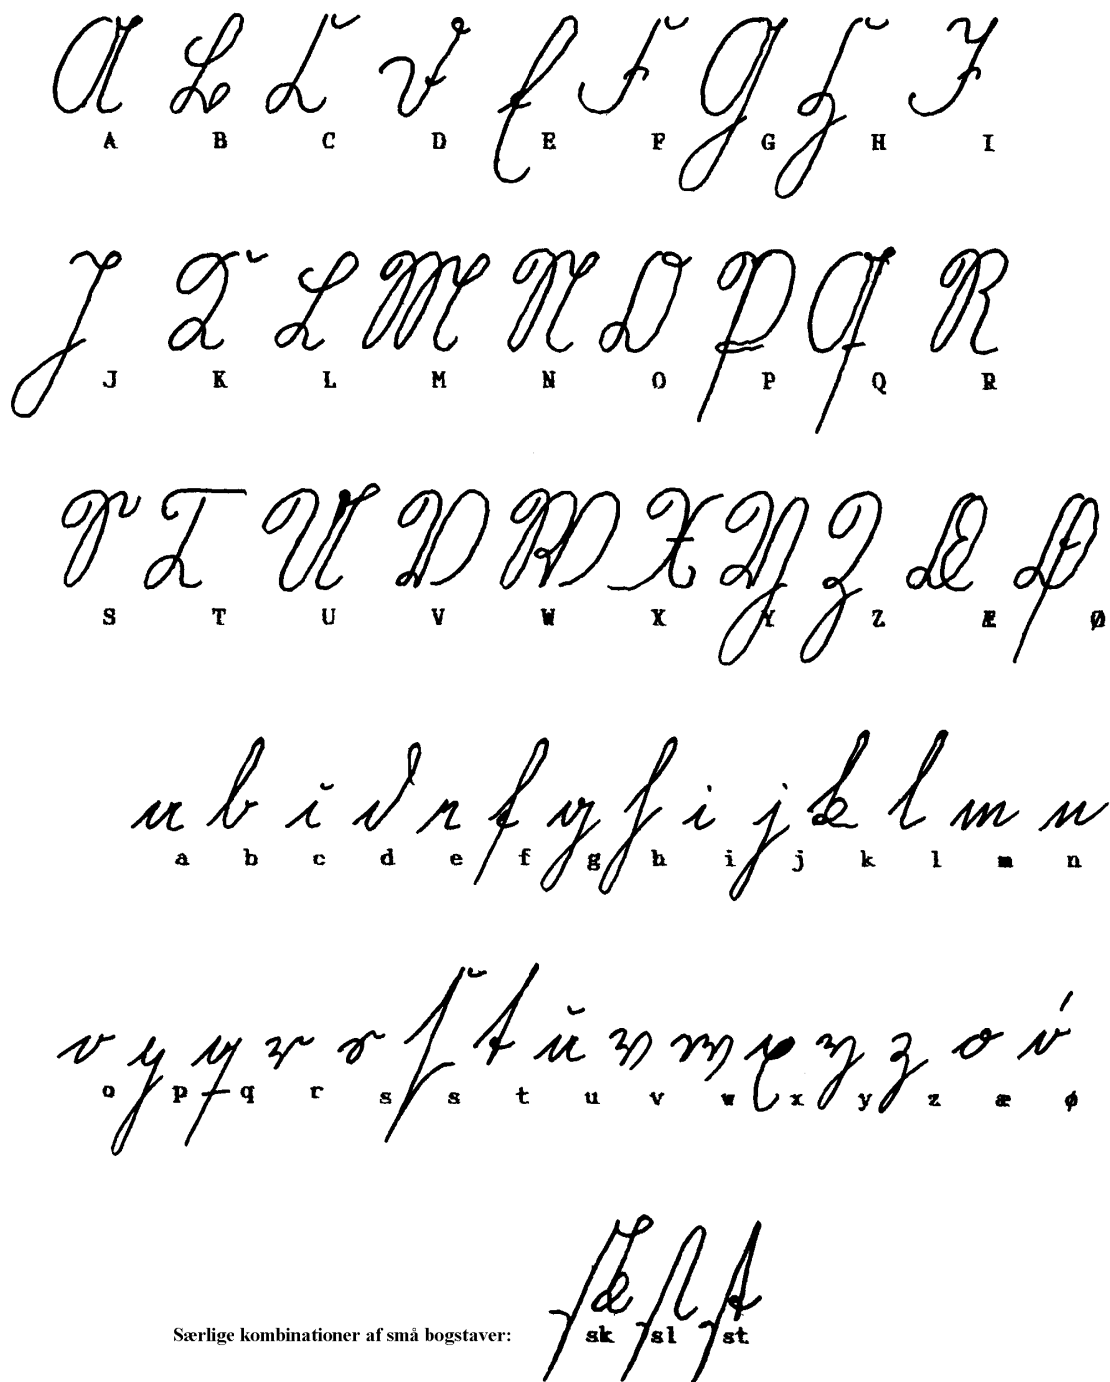 A B C D E F G H I
J K L M N O P Q R
S T U V W X Y Z Æ Ø
a b c d e f g h i j k l m n
o p q r s s t u v w x y z æ ø
Særlige kombinationer af små bogstaver: sk sl st